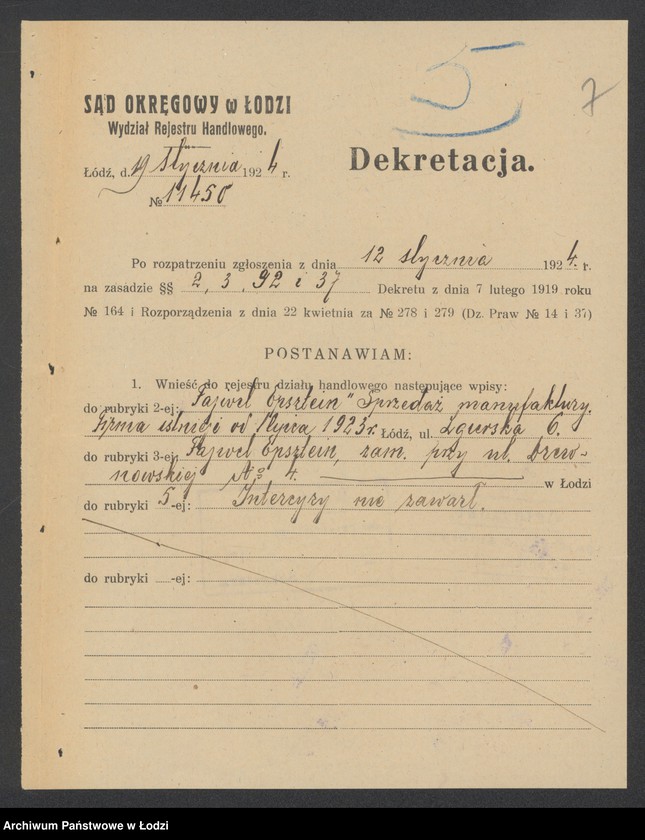 5
7
SĄD OKRĘGOWY w ŁODZI
Wydział Rejestru Handlowego.
Łódź, d. 19 stycznia 1924 r.
№ 11450
Dekretacja.
Po rozpatrzeniu zgłoszenia z dnia 12 stycznia 1924. r.
na zasadzie §§ 2, 3, 92 i 37 Dekretu z dnia 7 lutego 1919 roku
№ 164 i Rozporządzenia z dnia 22 kwietnia za № 278 i 279 (Dz. Praw № 14 i 37)
POSTANAWIAM:
1. Wnieść do rejestru działu handlowego następujące wpisy:
do rubryki 2-ej: Fajwel Epsztein" Sprzedaż manufaktury.
Firma istnieje od 1923 r. Łódź, ul. Zgierska 6.
do rubryki 3-ej: Fajwel Epsztein, zam. przy ul. Drew-
nowskiej № 4. w Łodzi
do rubryki 5-ej: Intercyzy nie zawarł.
do rubryki -ej:
Archiwum Państwowe w Łodzi